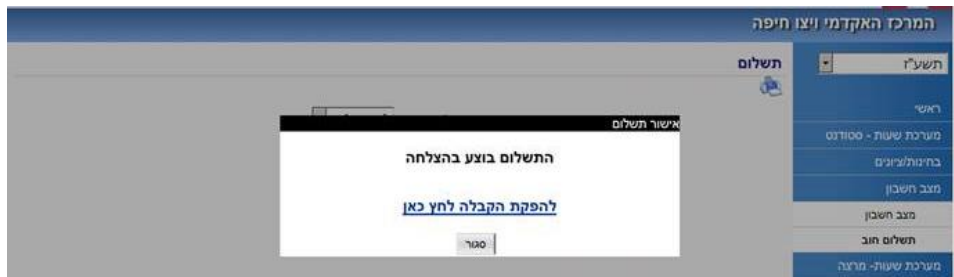 המרכז האקדמי ויצו חיפה
תשע"ז
תשלום
ראשי
מערכת שעות - סטודנט
בחינות/ציונים
מצב חשבון
מצב חשבון
תשלום חוב
מערכת שעות- מרצה
אישור תשלום
התשלום בוצע בהצלחה
להפקת הקבלה לחץ כאן
סגור